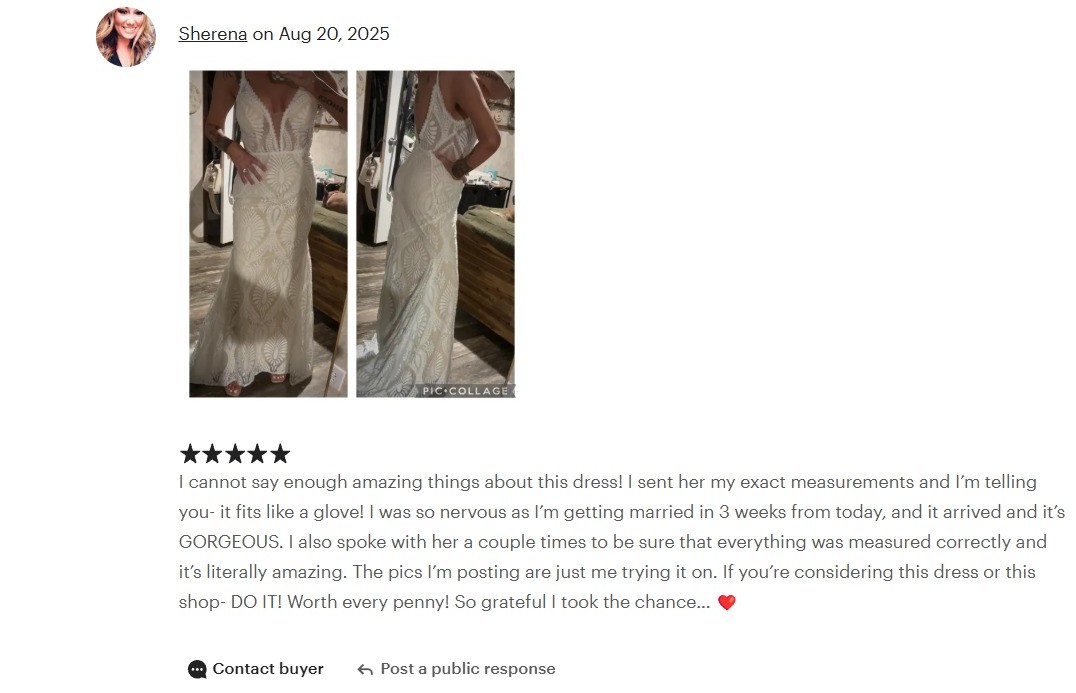 Sherena on Aug 20, 2025
PIC•COLLAGE
★★★★★
I cannot say enough amazing things about this dress! I sent her my exact measurements and I’m telling
you- it fits like a glove! I was so nervous as I’m getting married in 3 weeks from today, and it arrived and it’s
GORGEOUS. I also spoke with her a couple times to be sure that everything was measured correctly and
it’s literally amazing. The pics I’m posting are just me trying it on. If you’re considering this dress or this
shop- DO IT! Worth every penny! So grateful I took the chance... ❤️
Contact buyer Post a public response